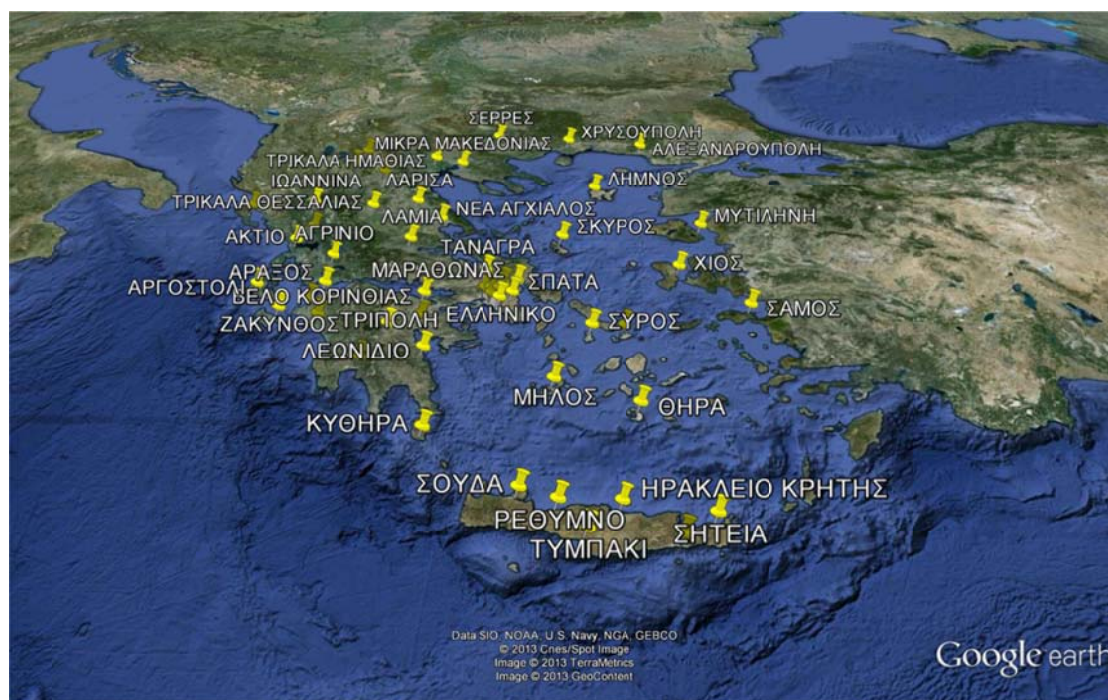 ΣΕΡΡΕΣ
ΧΡΥΣΟΥΠΟΛΗ
ΜΙΚΡΑ ΜΑΚΕΔΟΝΙΑΣ
ΑΛΕΞΑΝΔΡΟΥΠΟΛΗ
ΤΡΙΚΑΛΑ ΗΜΑΘΙΑΣ
ΙΩΑΝΝΙΝΑ
ΛΑΡΙΣΑ
ΛΗΜΝΟΣ
ΤΡΙΚΑΛΑ ΘΕΣΣΑΛΙΑΣ
ΝΕΑ ΑΓΧΙΑΛΟΣ
ΛΑΜΙΑ
ΜΥΤΙΛΗΝΗ
ΣΚΥΡΟΣ
ΑΚΤΙΟ
ΑΓΡΙΝΙΟ
ΤΑΝΑΓΡΑ
ΧΙΟΣ
ΑΡΑΞΟΣ
ΜΑΡΑΘΩΝΑΣ
ΣΠΑΤΑ
ΑΡΓΟΣΤΟΛΙ
ΒΕΛΟ ΚΟΡΙΝΘΙΑΣ
ΣΑΜΟΣ
ΕΛΛΗΝΙΚΟ
ΖΑΚΥΝΘΟΣ
ΤΡΙΠΟΛΗ
ΣΥΡΟΣ
ΛΕΩΝΙΔΙΟ
ΜΗΛΟΣ
ΘΗΡΑ
ΚΥΘΗΡΑ
ΣΟΥΔΑ
ΗΡΑΚΛΕΙΟ ΚΡΗΤΗΣ
ΡΕΘΥΜΝΟ
ΣΗΤΕΙΑ
ΤΥΜΠΑΚΙ
Data SIO, NOAA, U.S. Navy, NGA, GEBCO
© 2013 Cnes/Spot Image
Image © 2013 TerraMetrics
Image © 2013 GeoContent
Google earth